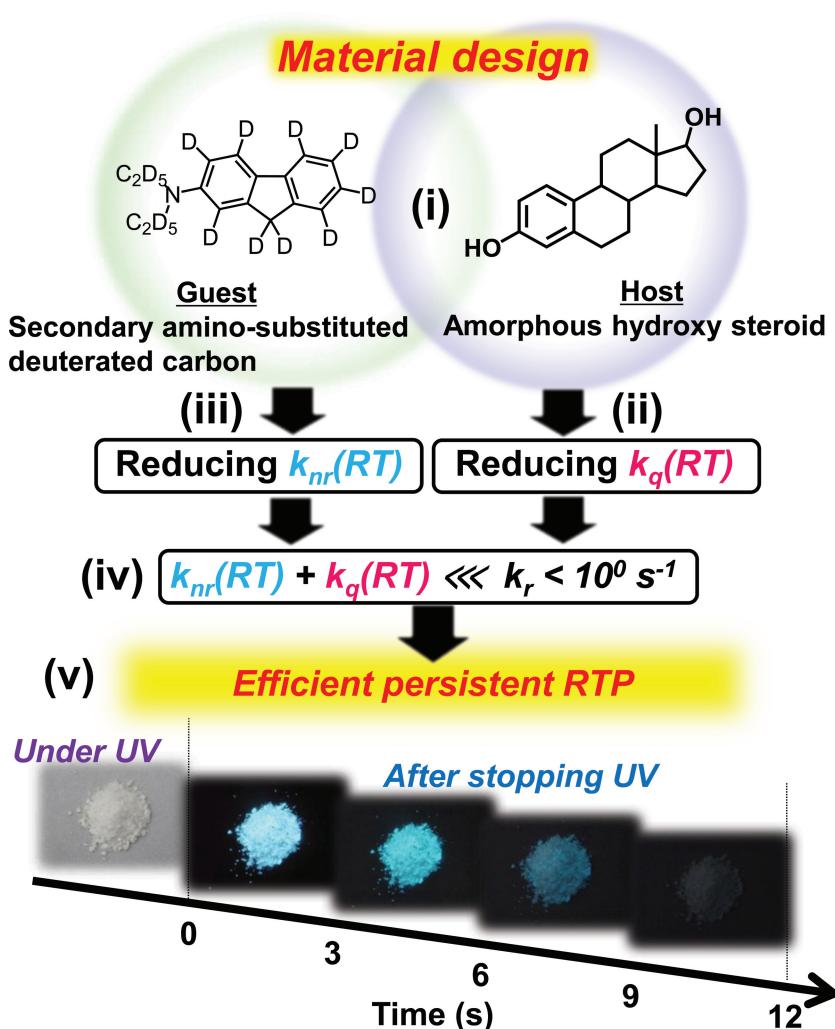 Material design
D D D D
C₂D₅ N D
C₂D₅ D
D D D D
OH
HO
(i)
Guest
Secondary amino-substituted
deuterated carbon
Host
Amorphous hydroxy steroid
(iii)
(ii)
Reducing kₙᵣ(RT)
Reducing k_q(RT)
(iv) kₙᵣ(RT) + k_q(RT) <<< kᵣ < 10⁰ s⁻¹
(v) Efficient persistent RTP
Under UV
After stopping UV
0
3
6
9
12
Time (s)